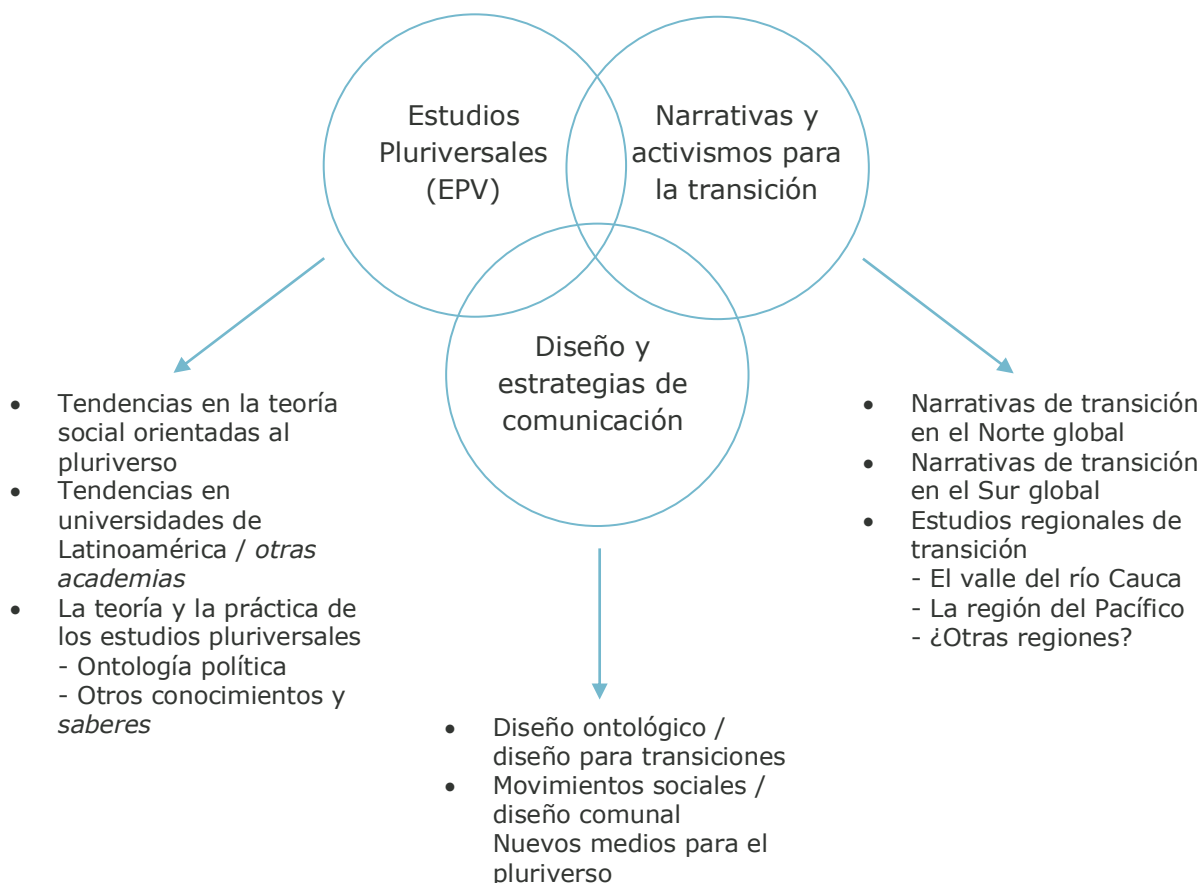 Estudios
Pluriversales
(EPV)
Narrativas y
activismos para
la transición
Diseño y
estrategias de
comunicación
• Tendencias en la teoría
social orientadas al
pluriverso
• Tendencias en
universidades de
Latinoamérica / otras
academias
• La teoría y la práctica de
los estudios pluriversales
- Ontología política
- Otros conocimientos y
saberes
• Diseño ontológico /
diseño para transiciones
• Movimientos sociales /
diseño comunal
Nuevos medios para el
pluriverso
• Narrativas de transición
en el Norte global
• Narrativas de transición
en el Sur global
• Estudios regionales de
transición
- El valle del río Cauca
- La región del Pacífico
- ¿Otras regiones?